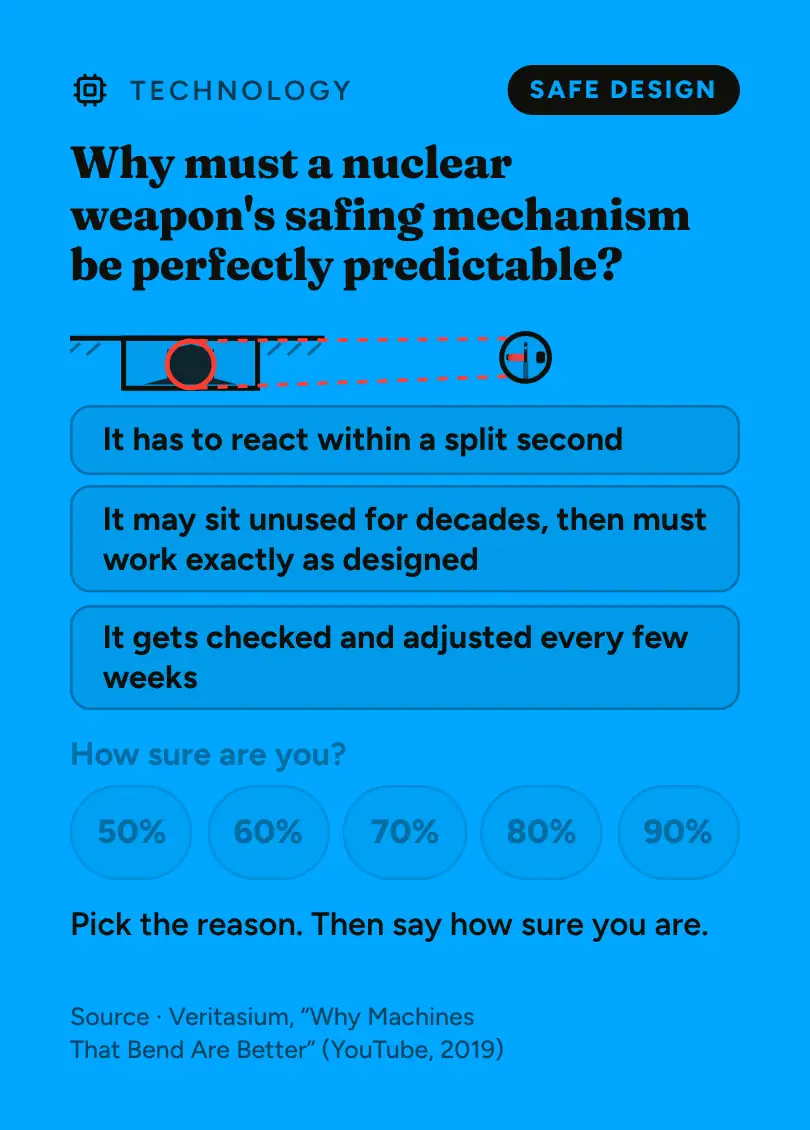 TECHNOLOGY
SAFE DESIGN
Why must a nuclear
weapon's safing mechanism
be perfectly predictable?
It has to react within a split second
It may sit unused for decades, then must
work exactly as designed
It gets checked and adjusted every few
weeks
How sure are you?
50%
60%
70%
80%
90%
Pick the reason. Then say how sure you are.
Source · Veritasium, “Why Machines
That Bend Are Better” (YouTube, 2019)